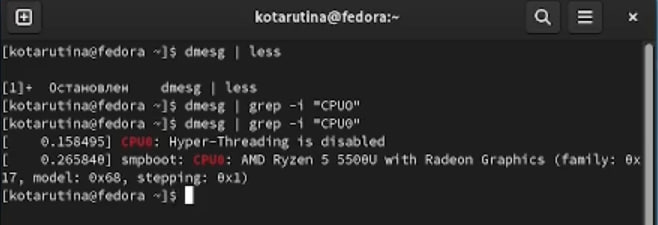 kotarutina@fedora:~
[kotarutina@fedora ~]$ dmesg | less
[1]+  Остановлен    dmesg | less
[kotarutina@fedora ~]$ dmesg | grep -i "CPUO"
[kotarutina@fedora ~]$ dmesg | grep -i "CPU0"
[    0.158495] CPU0: Hyper-Threading is disabled
[    0.265840] smpboot: CPU0: AMD Ryzen 5 5500U with Radeon Graphics (family: 0x
17, model: 0x68, stepping: 0x1)
[kotarutina@fedora ~]$